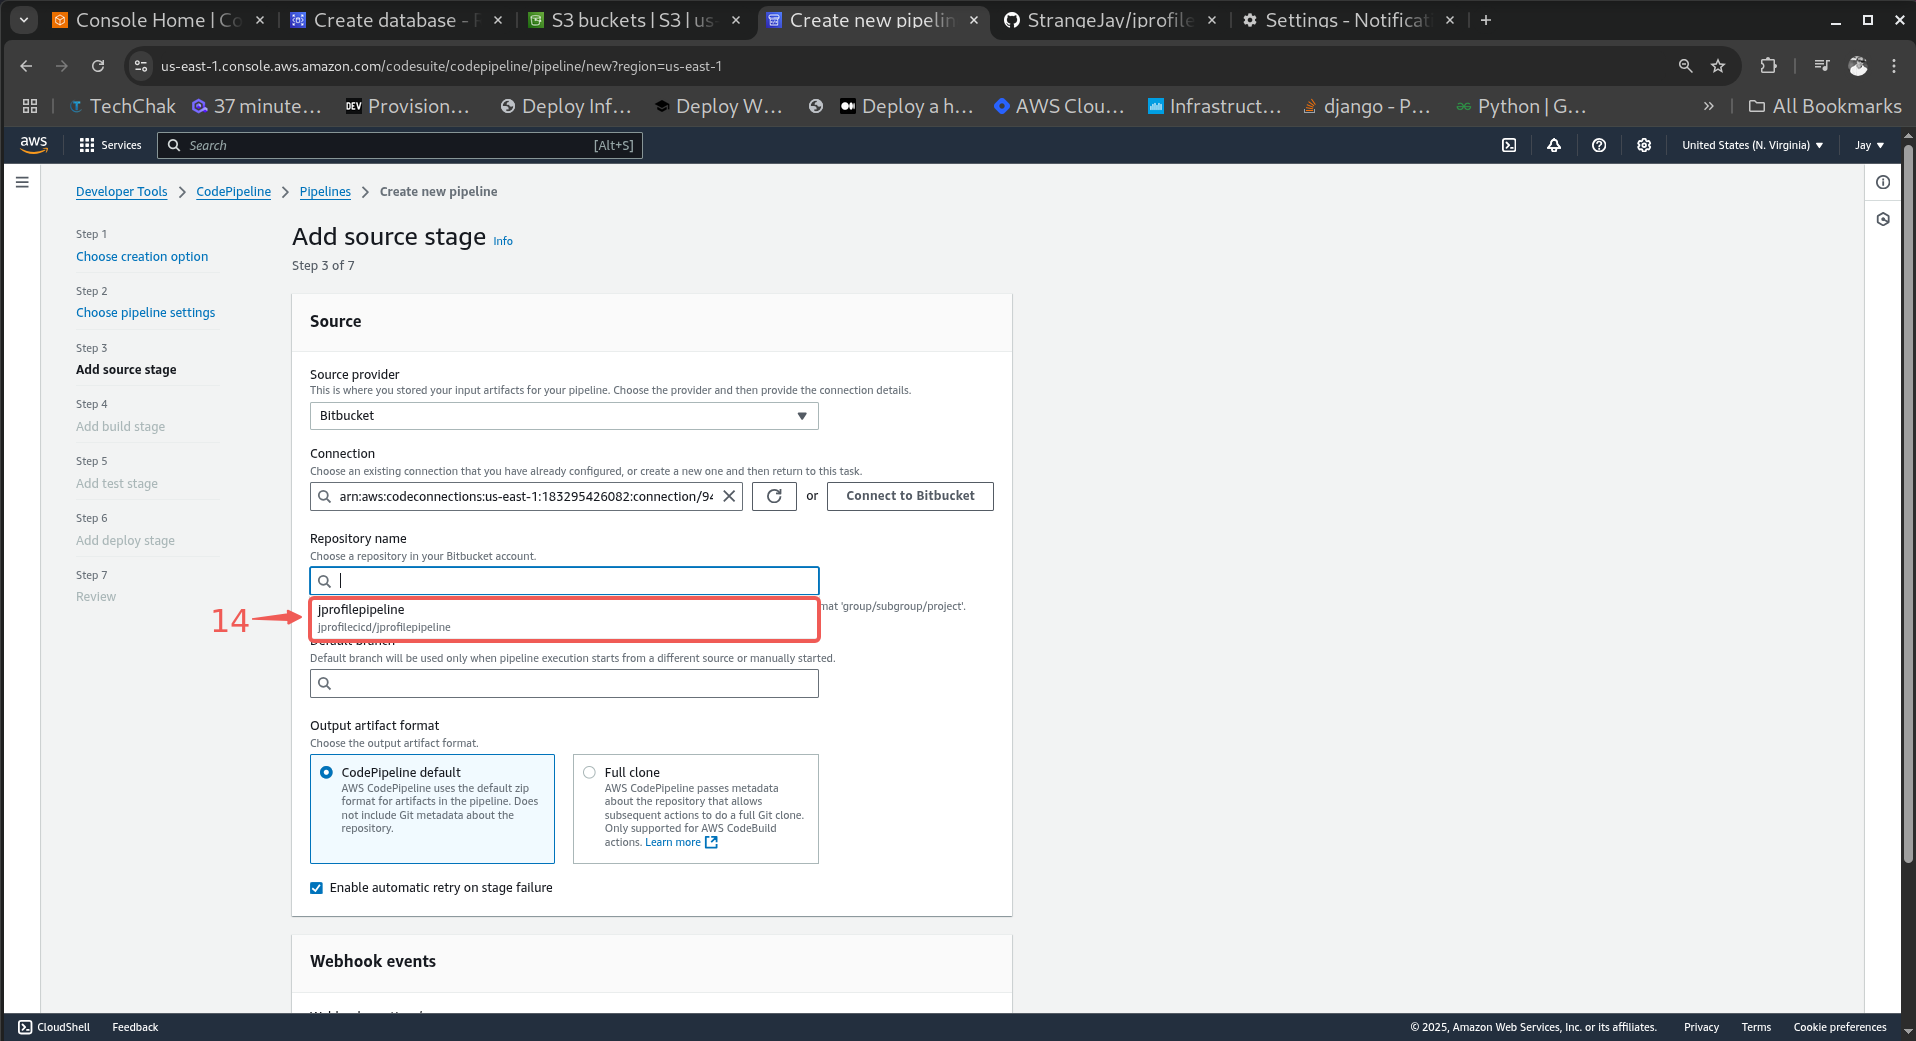 Console Home | Co
Create database - R
S3 buckets | S3 | us-
Create new pipelin
StrangeJay/jprofile
Settings - Notificat
us-east-1.console.aws.amazon.com/codesuite/codepipeline/pipeline/new?region=us-east-1
TechChak
37 minute...
DEV Provision...
Deploy Inf...
Deploy W...
Deploy a h...
AWS Clou...
Infrastruct...
django - P...
Python | G...
»
All Bookmarks
aws
Services
Search
[Alt+S]
United States (N. Virginia)
Jay
Developer Tools
CodePipeline
Pipelines
Create new pipeline
Step 1
Choose creation option
Step 2
Choose pipeline settings
Step 3
Add source stage
Step 4
Add build stage
Step 5
Add test stage
Step 6
Add deploy stage
Step 7
Review
Add source stage Info
Step 3 of 7
Source
Source provider
This is where you stored your input artifacts for your pipeline. Choose the provider and then provide the connection details.
Bitbucket
Connection
Choose an existing connection that you have already configured, or create a new one and then return to this task.
arn:aws:codeconnections:us-east-1:183295426082:connection/94
or
Connect to Bitbucket
Repository name
Choose a repository in your Bitbucket account.
14
jprofilepipeline
jprofilecicd/jprofilepipeline
mat 'group/subgroup/project'.
Default branch
Default branch will be used only when pipeline execution starts from a different source or manually started.
Output artifact format
Choose the output artifact format.
CodePipeline default
AWS CodePipeline uses the default zip
format for artifacts in the pipeline. Does
not include Git metadata about the
repository.
Full clone
AWS CodePipeline passes metadata
about the repository that allows
subsequent actions to do a full Git clone.
Only supported for AWS CodeBuild
actions. Learn more
Enable automatic retry on stage failure
Webhook events
CloudShell
Feedback
© 2025, Amazon Web Services, Inc. or its affiliates.
Privacy
Terms
Cookie preferences